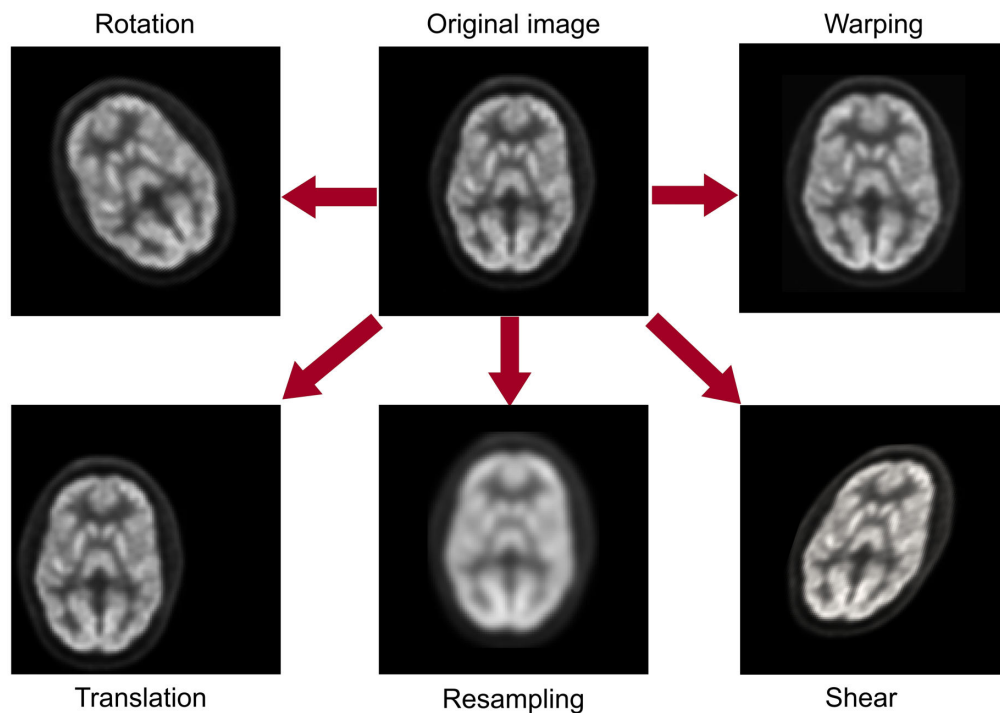 Rotation
Original image
Warping
Translation
Resampling
Shear